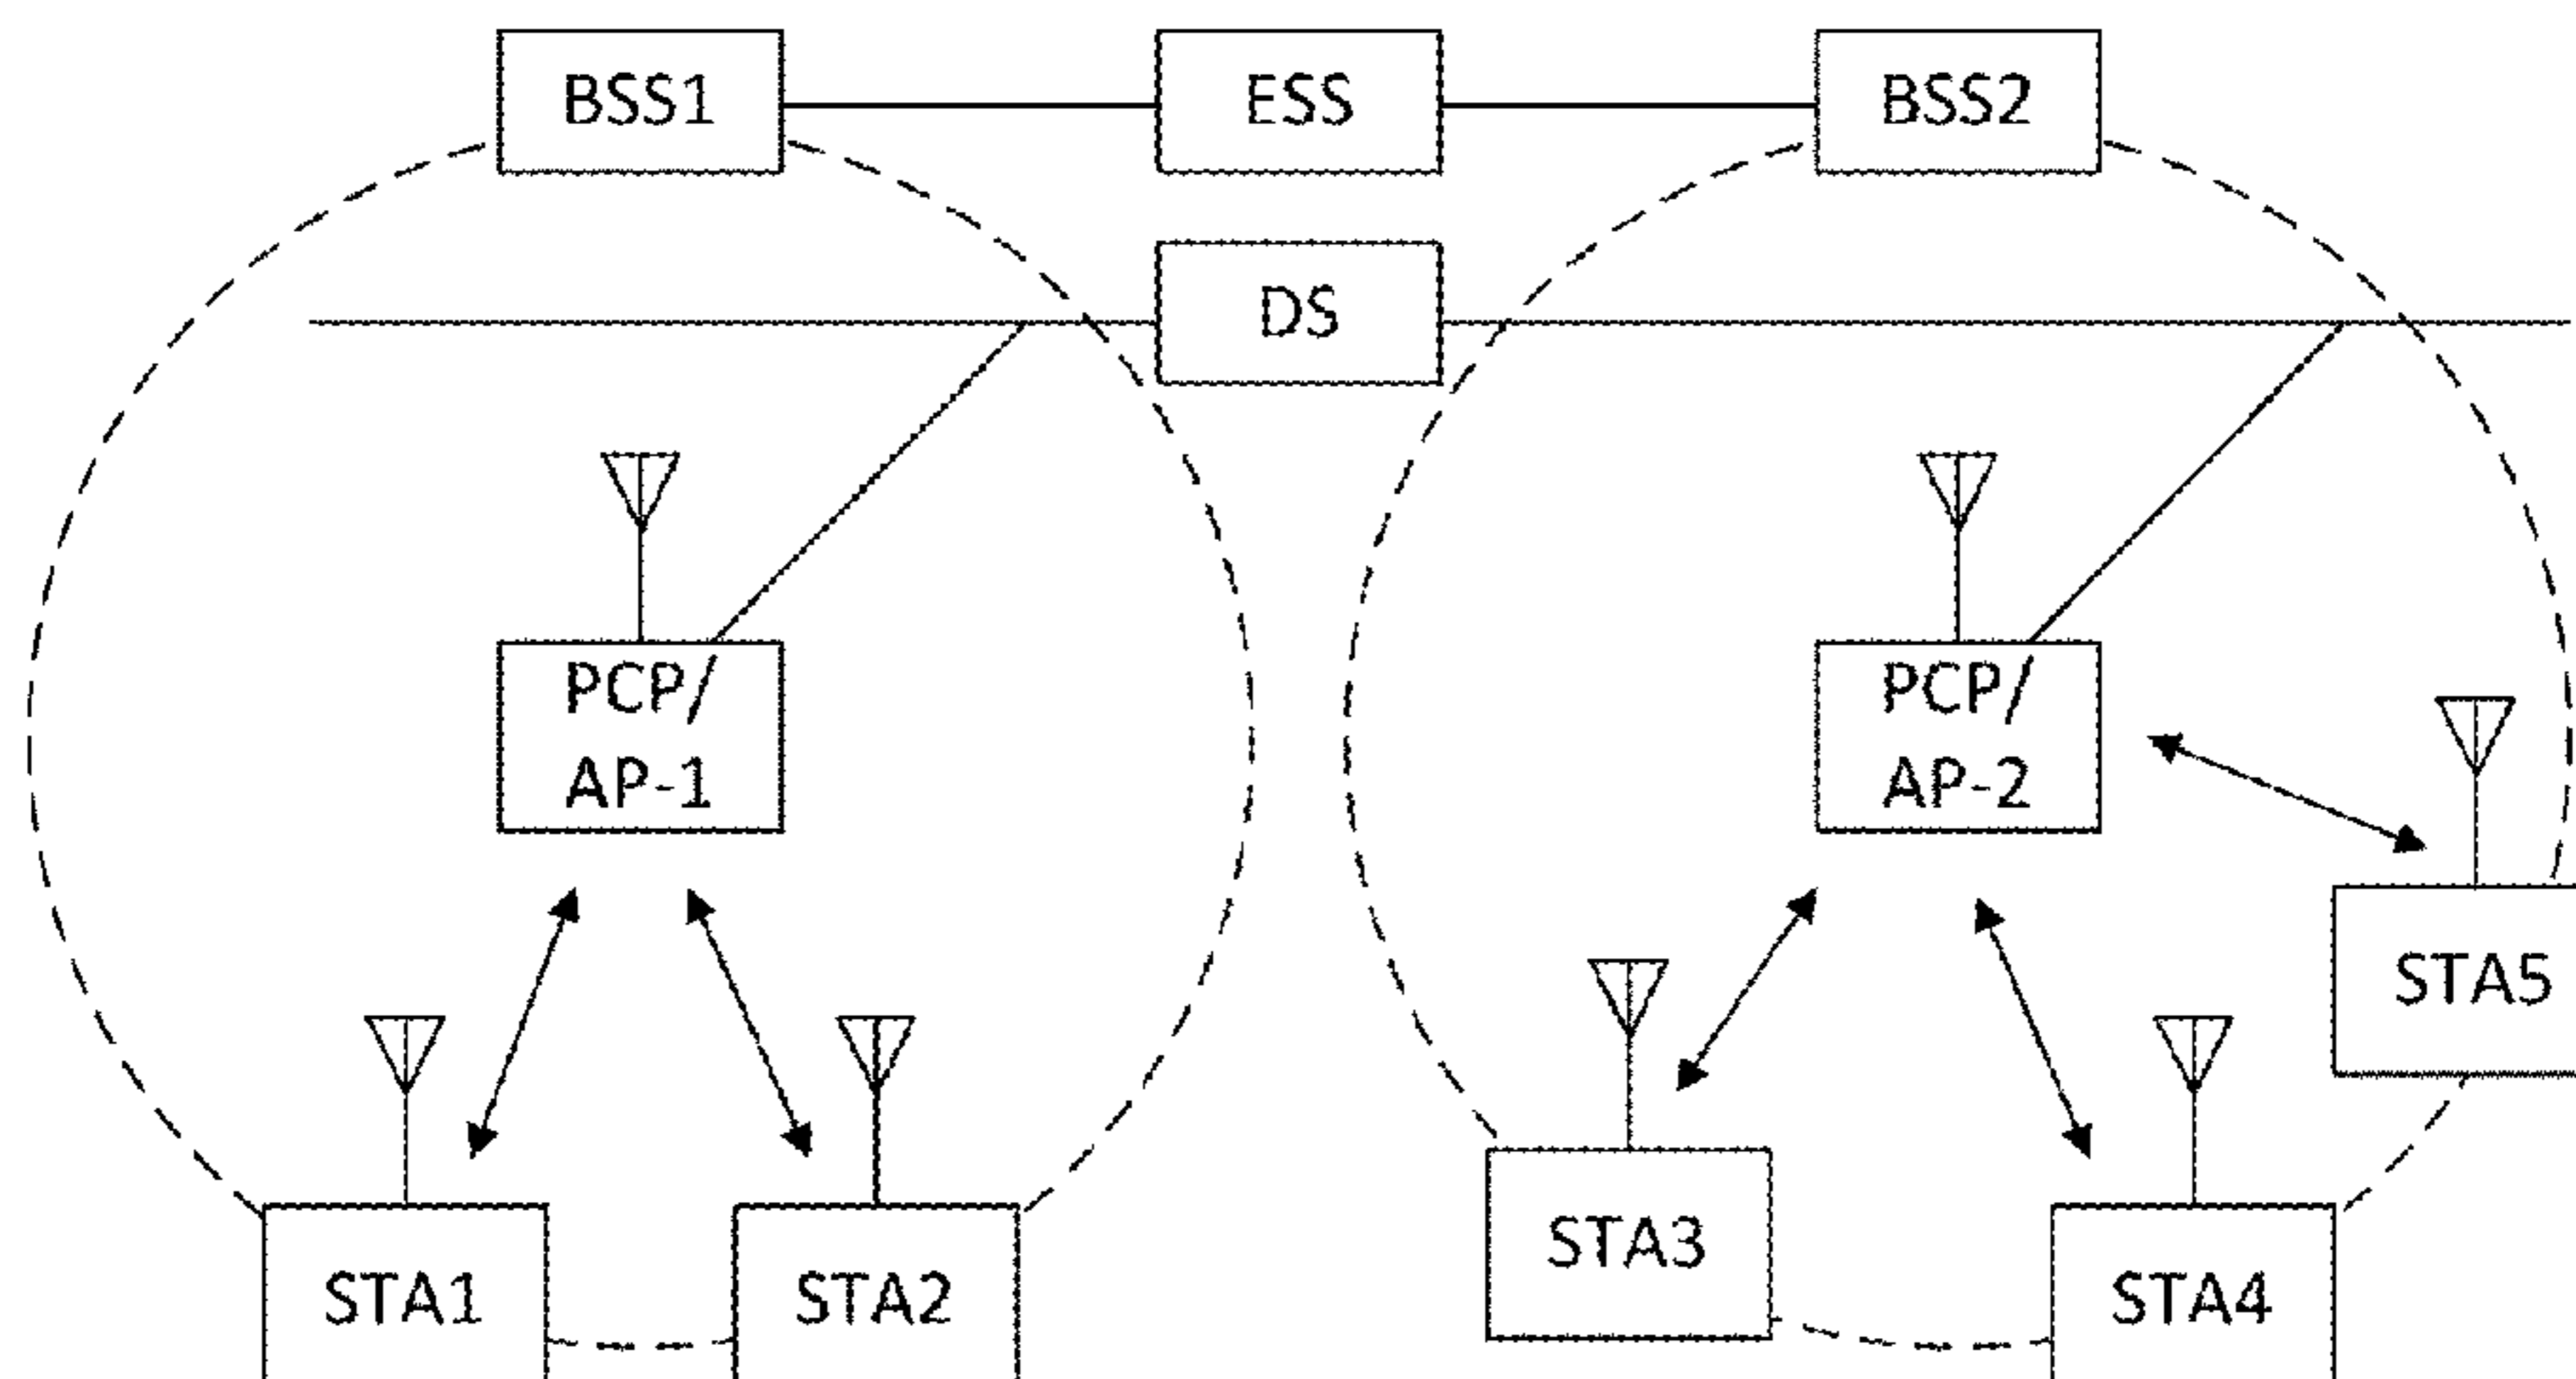 BSS1
ESS
BSS2
DS
PCP/
AP-1
PCP/
AP-2
STA5
STA3
STA1
STA2
STA4